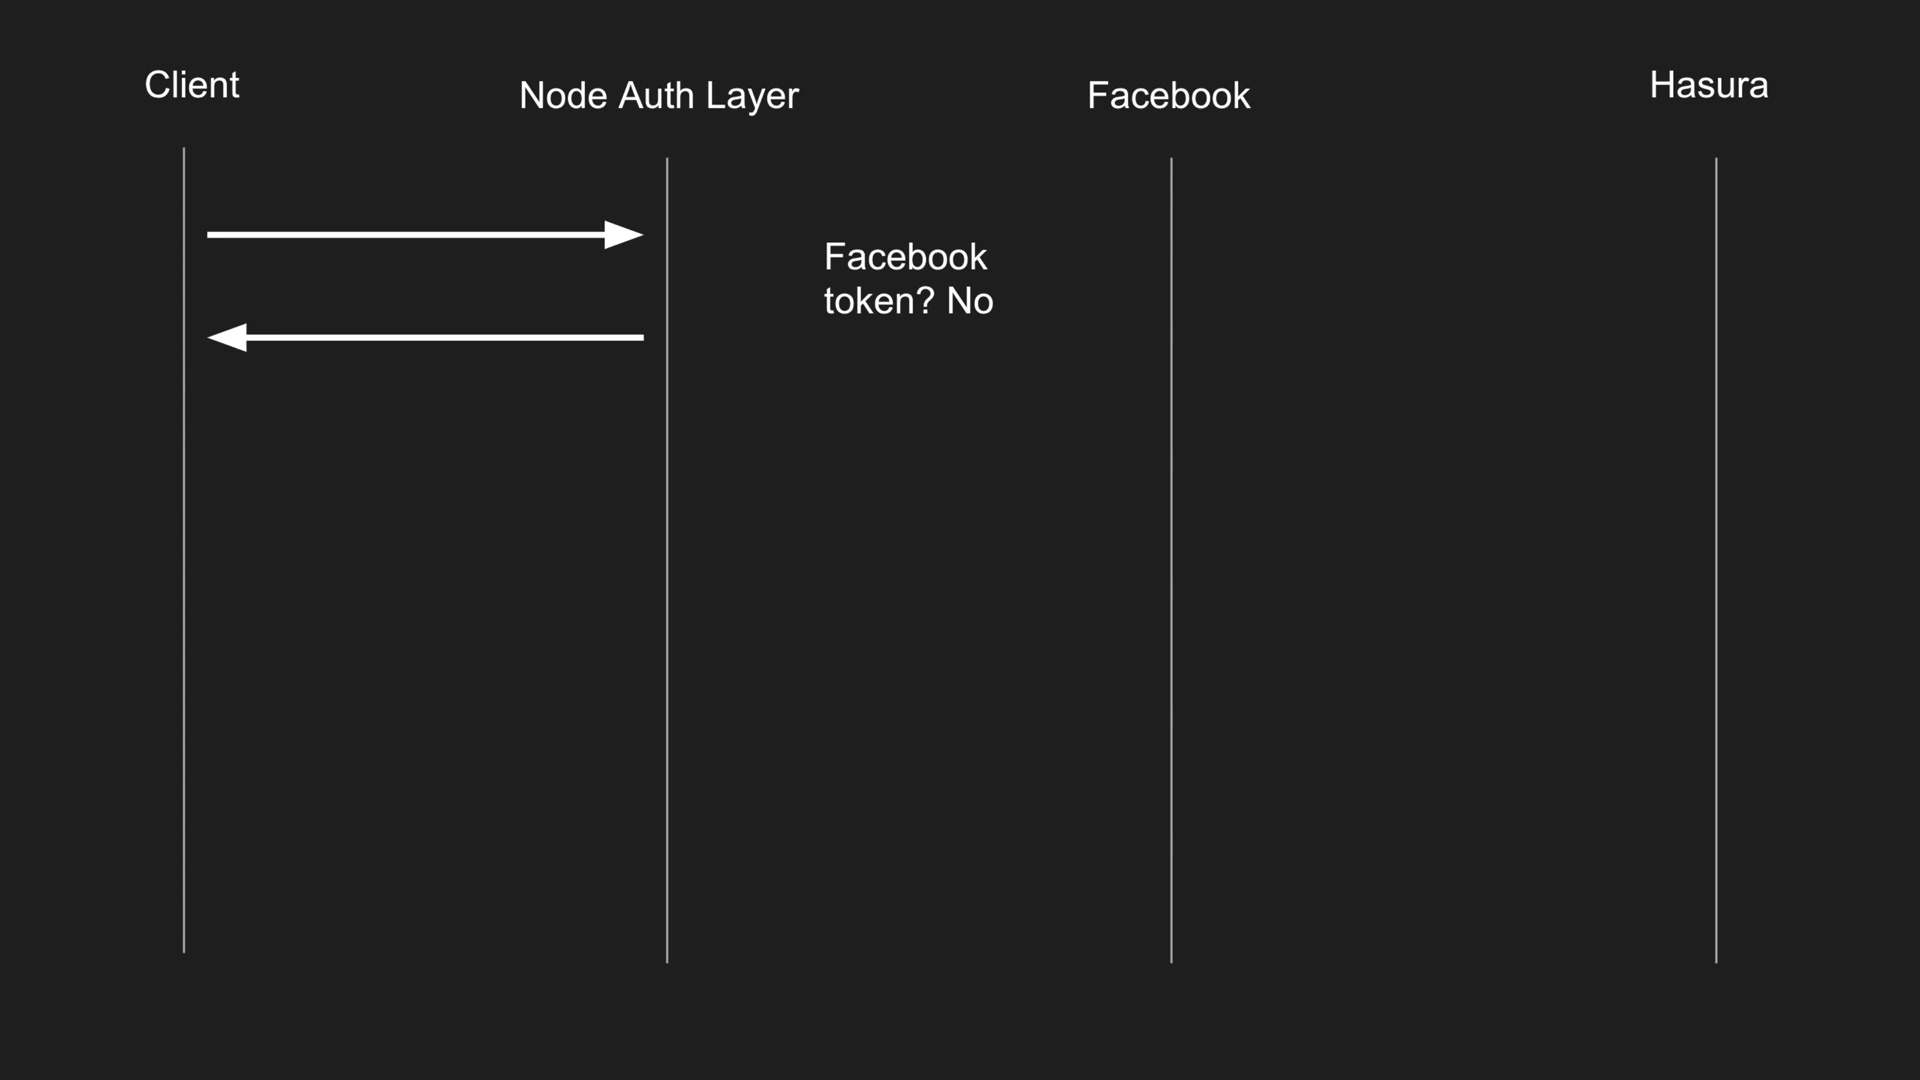 Client
Node Auth Layer
Facebook
Hasura
Facebook
token? No